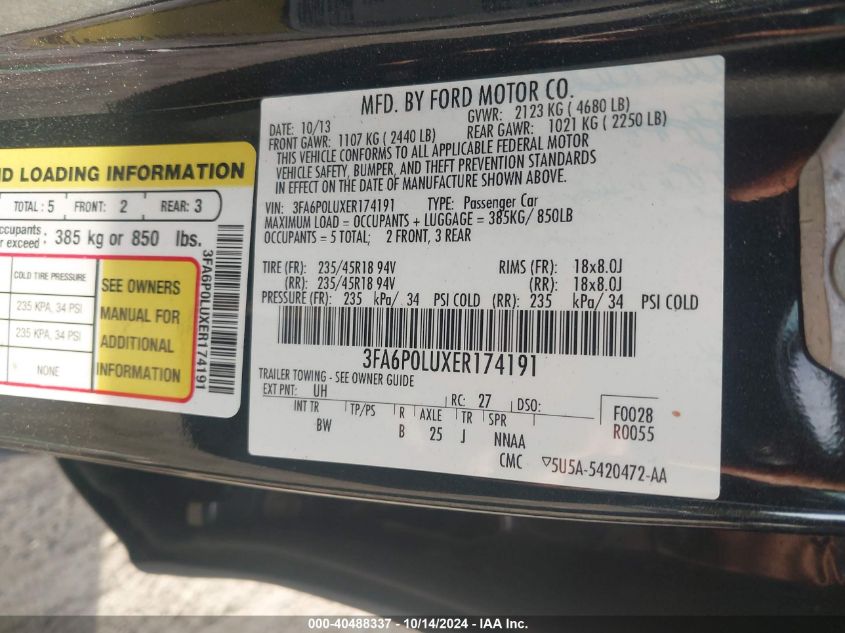 MFD. BY FORD MOTOR CO.
DATE: 10/13 GVWR: 2123 KG ( 4680 LB)
FRONT GAWR: 1107 KG ( 2440 LB) REAR GAWR: 1021 KG ( 2250 LB)
THIS VEHICLE CONFORMS TO ALL APPLICABLE FEDERAL MOTOR
VEHICLE SAFETY, BUMPER, AND THEFT PREVENTION STANDARDS
IN EFFECT ON THE DATE OF MANUFACTURE SHOWN ABOVE.
VIN: 3FA6P0LUXER174191 TYPE: Passenger Car
MAXIMUM LOAD = OCCUPANTS + LUGGAGE = 385KG/ 850LB
OCCUPANTS = 5 TOTAL; 2 FRONT, 3 REAR
TIRE (FR): 235/45R18 94V RIMS (FR): 18x8.0J
(RR): 235/45R18 94V (RR): 18x8.0J
PRESSURE (FR): 235 kPa/ 34 PSI COLD (RR): 235 kPa/ 34 PSI COLD
3FA6P0LUXER174191
TRAILER TOWING - SEE OWNER GUIDE
EXT PNT: UH RC: 27 DSO:
INT TR TP/PS R AXLE TR SPR
BW B 25 J NNAA
F0028
R0055
CMC ▽5U5A-5420472-AA
ND LOADING INFORMATION
TOTAL : 5 FRONT: 2 REAR: 3
ccupants
er exceed : 385 kg or 850 lbs.
COLD TIRE PRESSURE
235 KPA, 34 PSI
235 KPA, 34 PSI
NONE
SEE OWNERS
MANUAL FOR
ADDITIONAL
INFORMATION
3FA6P0LUXER174191
000-40488337 - 10/14/2024 - IAAI.com.